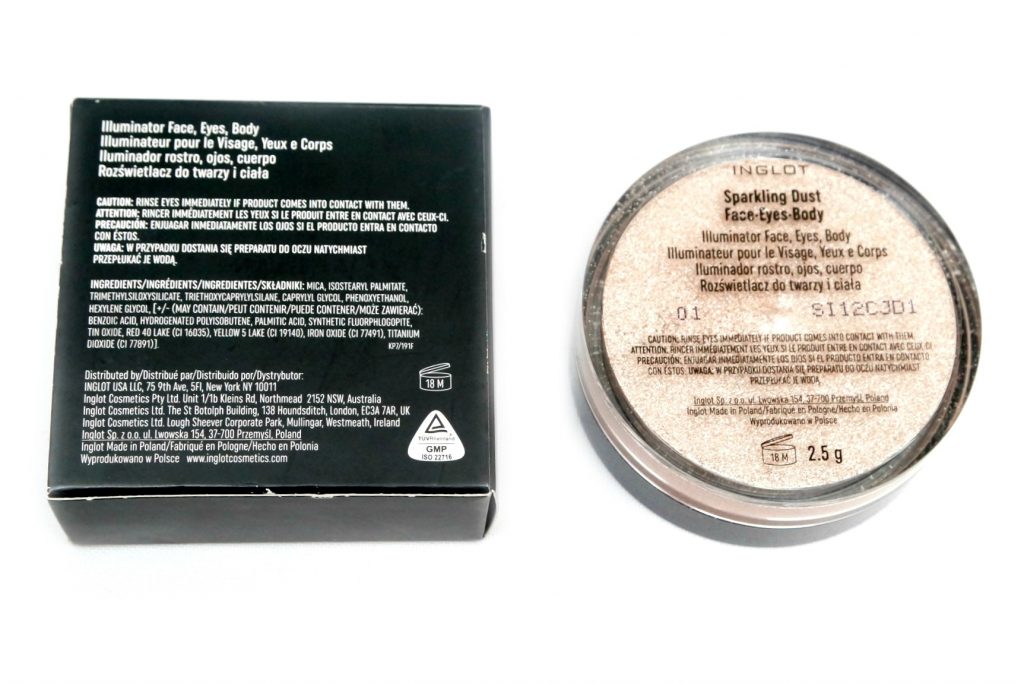 Illuminator Face, Eyes, Body
Illuminateur pour le Visage, Yeux e Corps
Iluminador rostro, ojos, cuerpo
Rozświetlacz do twarzy i ciała
CAUTION: RINSE EYES IMMEDIATELY IF PRODUCT COMES INTO CONTACT WITH THEM.
ATTENTION: RINCER IMMÉDIATEMENT LES YEUX SI LE PRODUIT ENTRE EN CONTACT AVEC CEUX-CI.
PRECAUCIÓN: ENJUAGAR INMEDIATAMENTE LOS OJOS SI EL PRODUCTO ENTRA EN CONTACTO
CON ÉSTOS.
UWAGA: W PRZYPADKU DOSTANIA SIĘ PREPARATU DO OCZU NATYCHMIAST
PRZEPŁUKAĆ JE WODĄ.
INGREDIENTS/INGRÉDIENTS/INGREDIENTES/SKŁADNIKI: MICA, ISOSTEARYL PALMITATE,
TRIMETHYLSILOXYSILICATE, TRIETHOXYCAPRYLYLSILANE, CAPRYLYL GLYCOL, PHENOXYETHANOL,
HEXYLENE GLYCOL, [+/- (MAY CONTAIN/PEUT CONTENIR/PUEDE CONTENER/MOŻE ZAWIERAĆ):
BENZOIC ACID, HYDROGENATED POLYISOBUTENE, PALMITIC ACID, SYNTHETIC FLUORPHLOGOPITE,
TIN OXIDE, RED 40 LAKE (CI 16035), YELLOW 5 LAKE (CI 19140), IRON OXIDE (CI 77491), TITANIUM
DIOXIDE (CI 77891)].
KP7/191F
Distributed by/Distribué par/Distribuido por/Dystrybutor:
INGLOT USA LLC, 75 9th Ave, 5Fl, New York NY 10011
Inglot Cosmetics Pty Ltd. Unit 1/1b Kleins Rd, Northmead 2152 NSW, Australia
Inglot Cosmetics Ltd. The St Botolph Building, 138 Houndsditch, London, EC3A 7AR, UK
Inglot Cosmetics Ltd. Lough Sheever Corporate Park, Mullingar, Westmeath, Ireland
Inglot Sp. z o.o. ul. Lwowska 154, 37-700 Przemyśl, Poland
Inglot Made in Poland/Fabriqué en Pologne/Hecho en Polonia
Wyprodukowano w Polsce www.inglotcosmetics.com
18 M
TÜVRheinland
GMP
ISO 22716
INGLOT
Sparkling Dust
Face-Eyes-Body
Illuminator Face, Eyes, Body
Illuminateur pour le Visage, Yeux e Corps
Iluminador rostro, ojos, cuerpo
Rozświetlacz do twarzy i ciała
01 SI12C3D1
CAUTION: RINSE EYES IMMEDIATELY IF PRODUCT COMES INTO CONTACT WITH THEM.
ATTENTION: RINCER IMMÉDIATEMENT LES YEUX SI LE PRODUIT ENTRE EN CONTACT AVEC CEUX CI
PRECAUCIÓN: ENJUAGAR INMEDIATAMENTE LOS OJOS SI EL PRODUCTO ENTRA EN CONTACTO
CON ÉSTOS. UWAGA: W PRZYPADKU DOSTANIA SIĘ PREPARATU DO OCZU NATYCHMIAST
PRZEPŁUKAĆ JE WODĄ.
Inglot Sp. z o.o. ul. Lwowska 154, 37-700 Przemyśl, Poland
Inglot Made in Poland/Fabriqué en Pologne/Hecho en Polonia
Wyprodukowano w Polsce
18 M
2.5 g